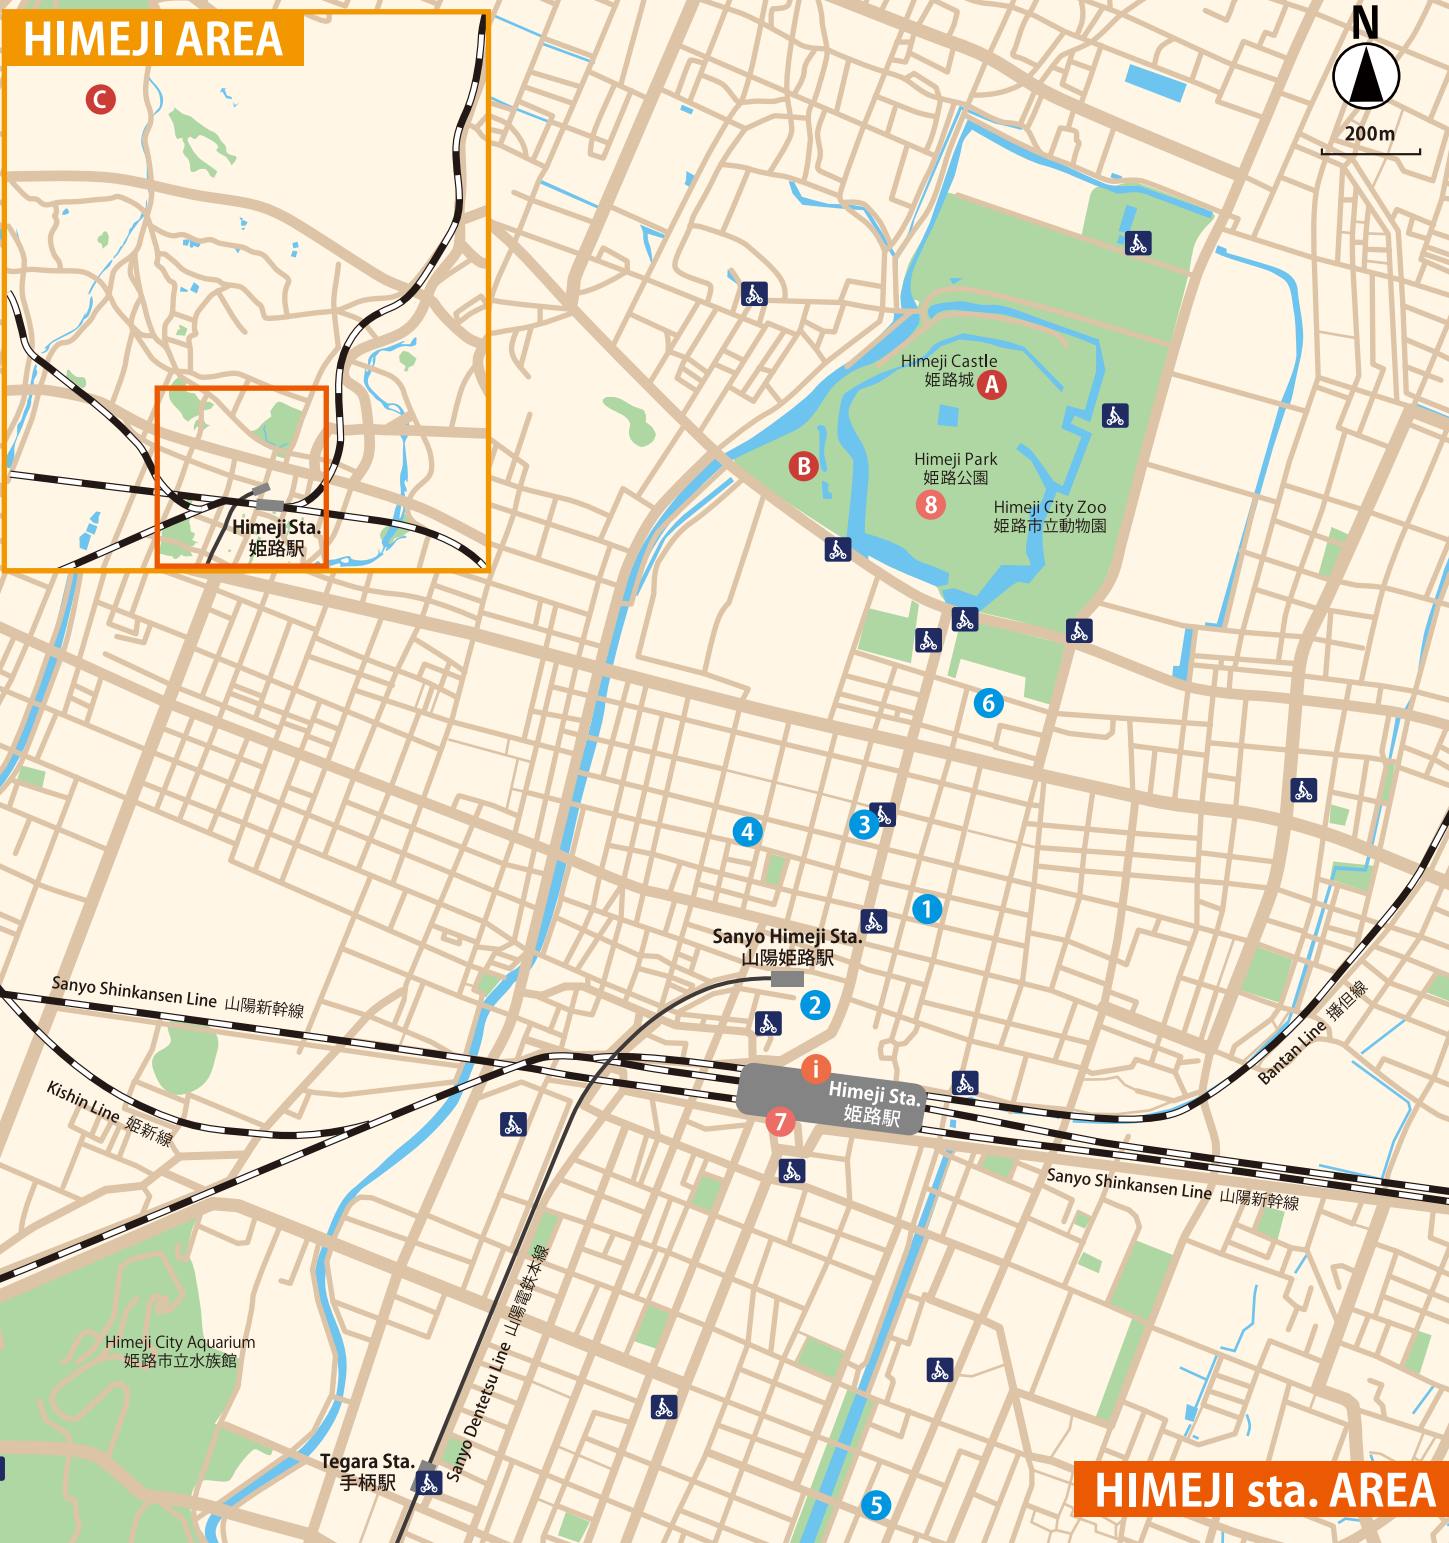 HIMEJI AREA
C
Himeji Sta.
姫路駅
N
200m
Himeji Castle
姫路城
A
B
Himeji Park
姫路公園
8
Himeji City Zoo
姫路市立動物園
6
4
3
1
Sanyo Himeji Sta.
山陽姫路駅
2
Sanyo Shinkansen Line 山陽新幹線
Kishin Line 姫新線
Bantan Line 播但線
i
Himeji Sta.
姫路駅
7
Sanyo Shinkansen Line 山陽新幹線
Sanyo Dentetsu Line 山陽電鉄本線
Himeji City Aquarium
姫路市立水族館
Tegara Sta.
手柄駅
5
HIMEJI sta. AREA